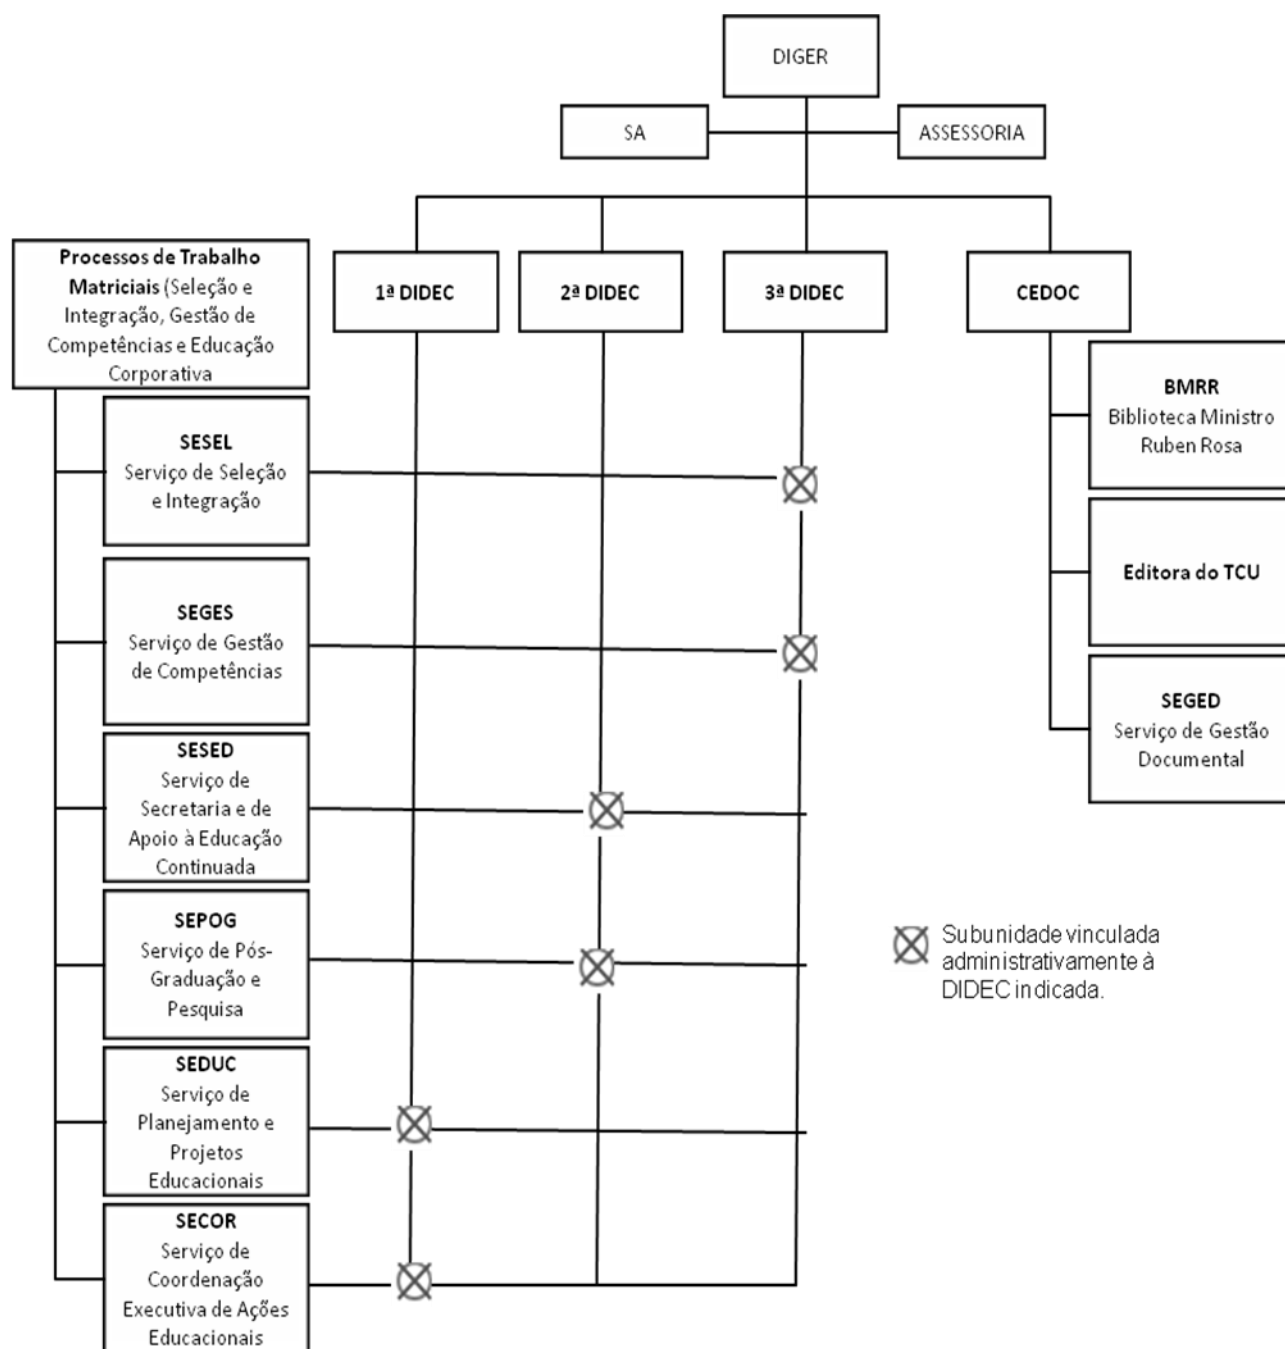 DIGER
SA
ASSESSORIA
Processos de Trabalho
Matriciais (Seleção e
Integração, Gestão de
Competências e Educação
Corporativa
1ª DIDEC
2ª DIDEC
3ª DIDEC
CEDOC
BMRR
Biblioteca Ministro
Ruben Rosa
Editora do TCU
SEGED
Serviço de Gestão
Documental
SESEL
Serviço de Seleção
e Integração
SEGES
Serviço de Gestão
de Competências
SESED
Serviço de
Secretaria e de
Apoio à Educação
Continuada
SEPOG
Serviço de Pós-
Graduação e
Pesquisa
SEDUC
Serviço de
Planejamento e
Projetos
Educacionais
SECOR
Serviço de
Coordenação
Executiva de Ações
Educacionais
Subunidade vinculada
administrativamente à
DIDEC indicada.